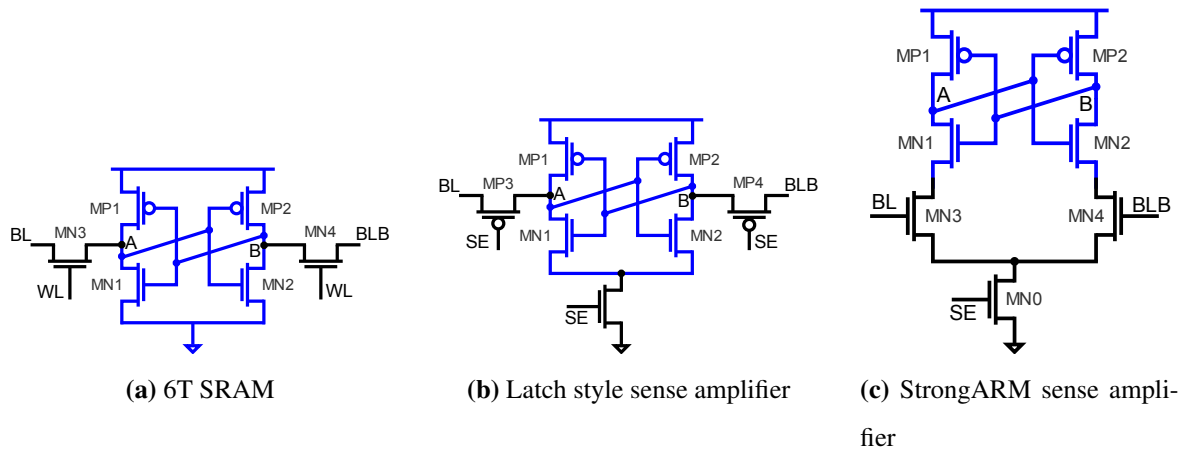 MP1
MP2
MN3
MN4
BL
A
B
BLB
MN1
MN2
WL
WL
(a) 6T SRAM
MP1
MP2
BL
MP3
A
B
MP4
BLB
SE
MN1
MN2
SE
SE
(b) Latch style sense amplifier
MP1
MP2
A
B
MN1
MN2
BL
MN3
MN4
BLB
SE
MN0
(c) StrongARM sense ampli-
fier